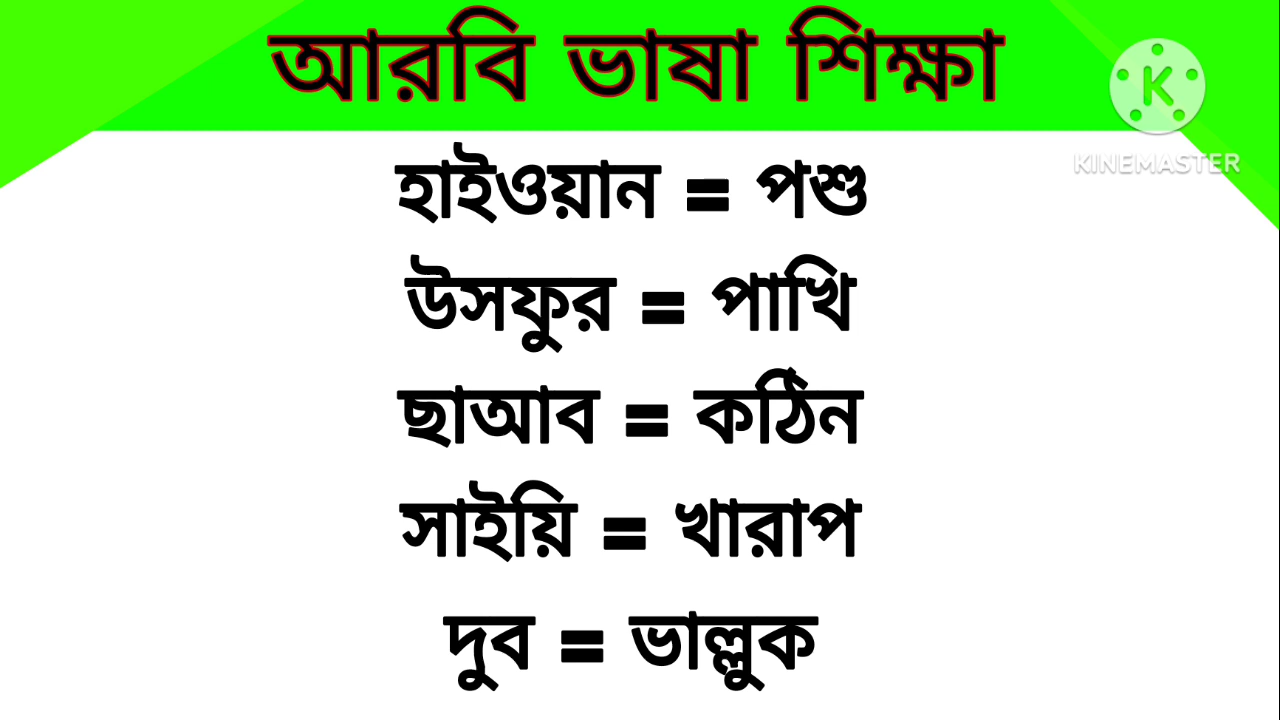 আরবি ভাষা শিক্ষা
K
KINEMASTER
হাইওয়ান = পশু
উসফুর = পাখি
ছাআব = কঠিন
সাইয়ি = খারাপ
দুব = ভাল্লুক